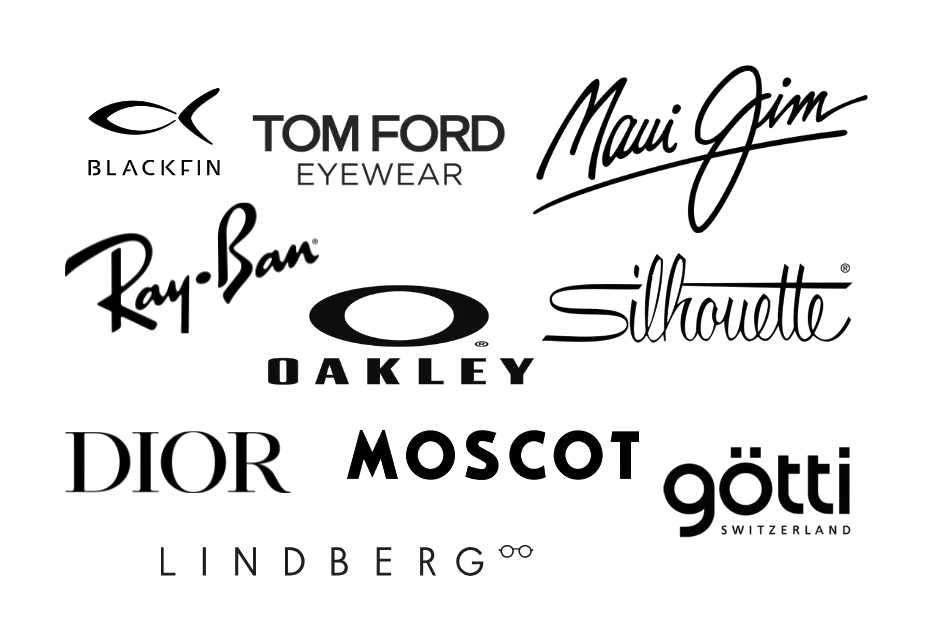 BLACKFIN
TOM FORD
EYEWEAR
Maui Jim
Ray-Ban®
OAKLEY®
Silhouette®
DIOR
MOSCOT
götti
SWITZERLAND
LINDBERG